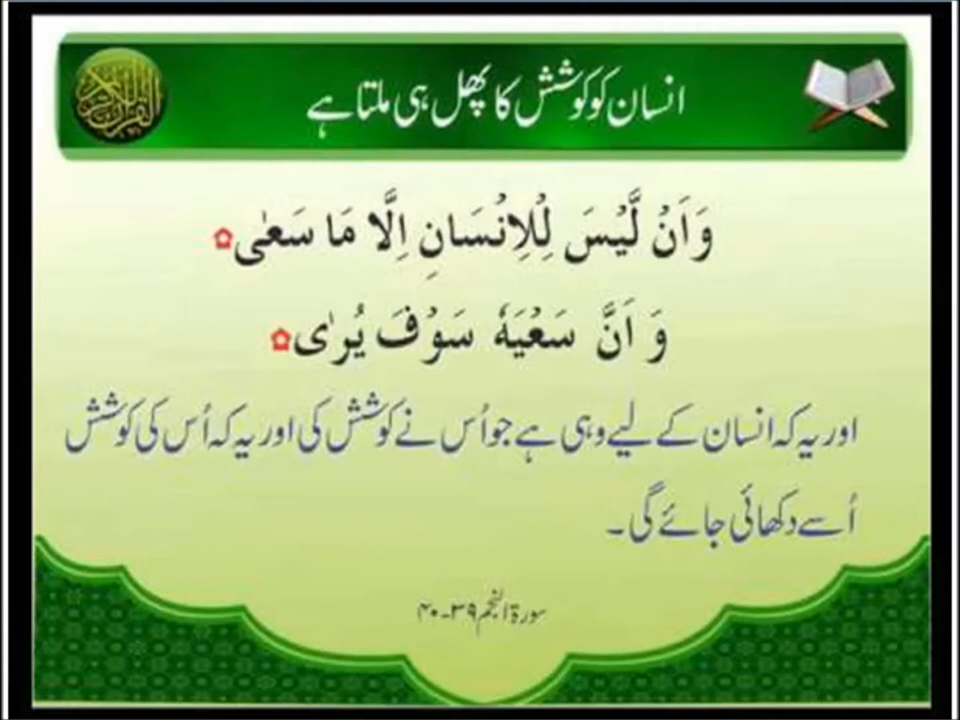 انسان کو کوشش کا پھل ہی ملتا ہے
وَاَنۡ لَّيۡسَ لِلۡاِنۡسَانِ اِلَّا مَا سَعٰى
وَ اَنَّ سَعۡيَهٗ سَوۡفَ يُرٰى
اور یہ کہ انسان کے لیے وہی ہے جو اُس نے کوشش کی اور یہ کہ اُس کی کوشش
اُسے دکھائی جائے گی۔
سورۃ النجم ۳۹-۴۰